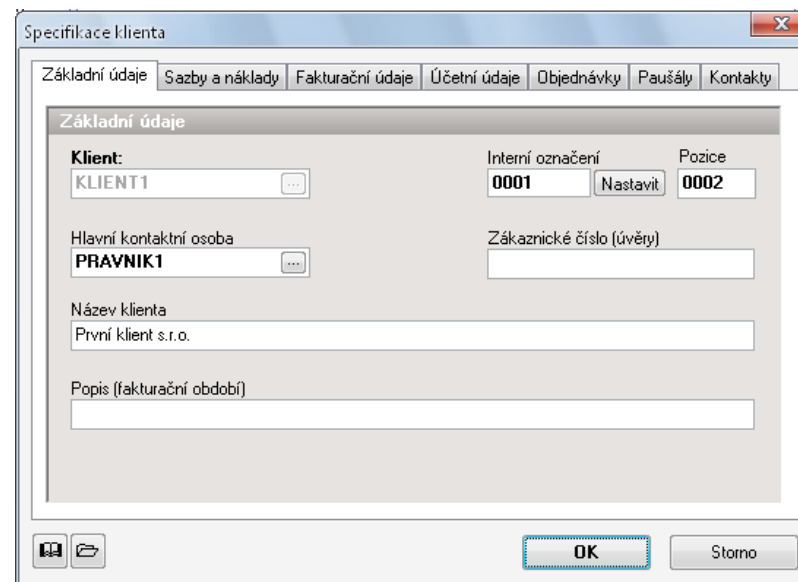 Specifikace klienta
Základní údaje Sazby a náklady Fakturační údaje Účetní údaje Objednávky Paušály Kontakty
Základní údaje
Klient: Interní označení Pozice
KLIENT1 ... 0001 Nastavit 0002
Hlavní kontaktní osoba Zákaznické číslo (úvěry)
PRAVNIK1 ...
Název klienta
První klient s.r.o.
Popis (fakturační období)
OK Storno